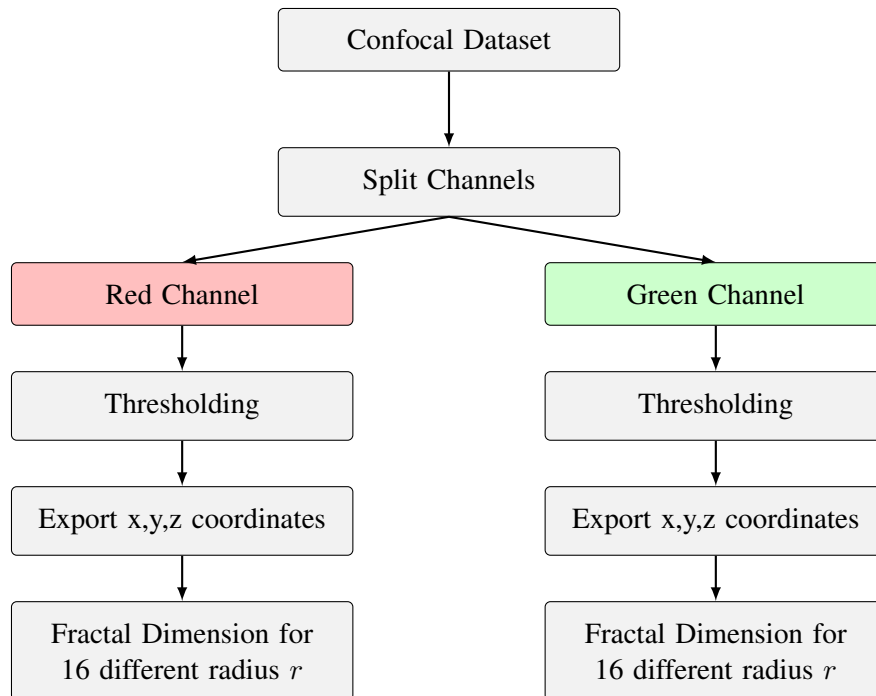 Confocal Dataset
Split Channels
Red Channel
Green Channel
Thresholding
Thresholding
Export x,y,z coordinates
Export x,y,z coordinates
Fractal Dimension for
16 different radius r
Fractal Dimension for
16 different radius r